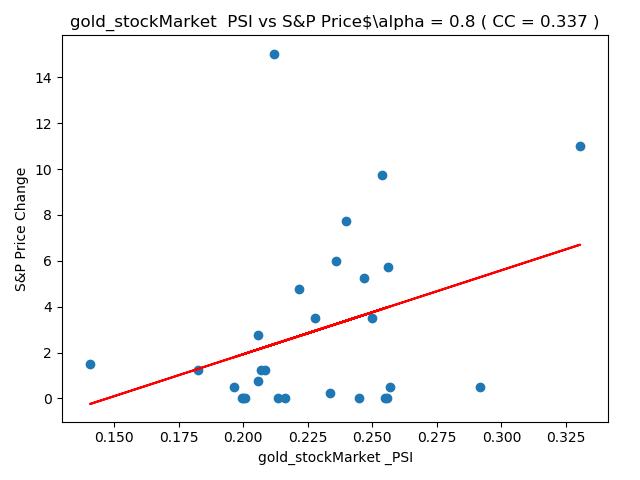 gold_stockMarket  PSI vs S&P Price$\alpha = 0.8 ( CC = 0.337 )
14
12
10
8
6
4
2
0
S&P Price Change
0.150 0.175 0.200 0.225 0.250 0.275 0.300 0.325
gold_stockMarket _PSI